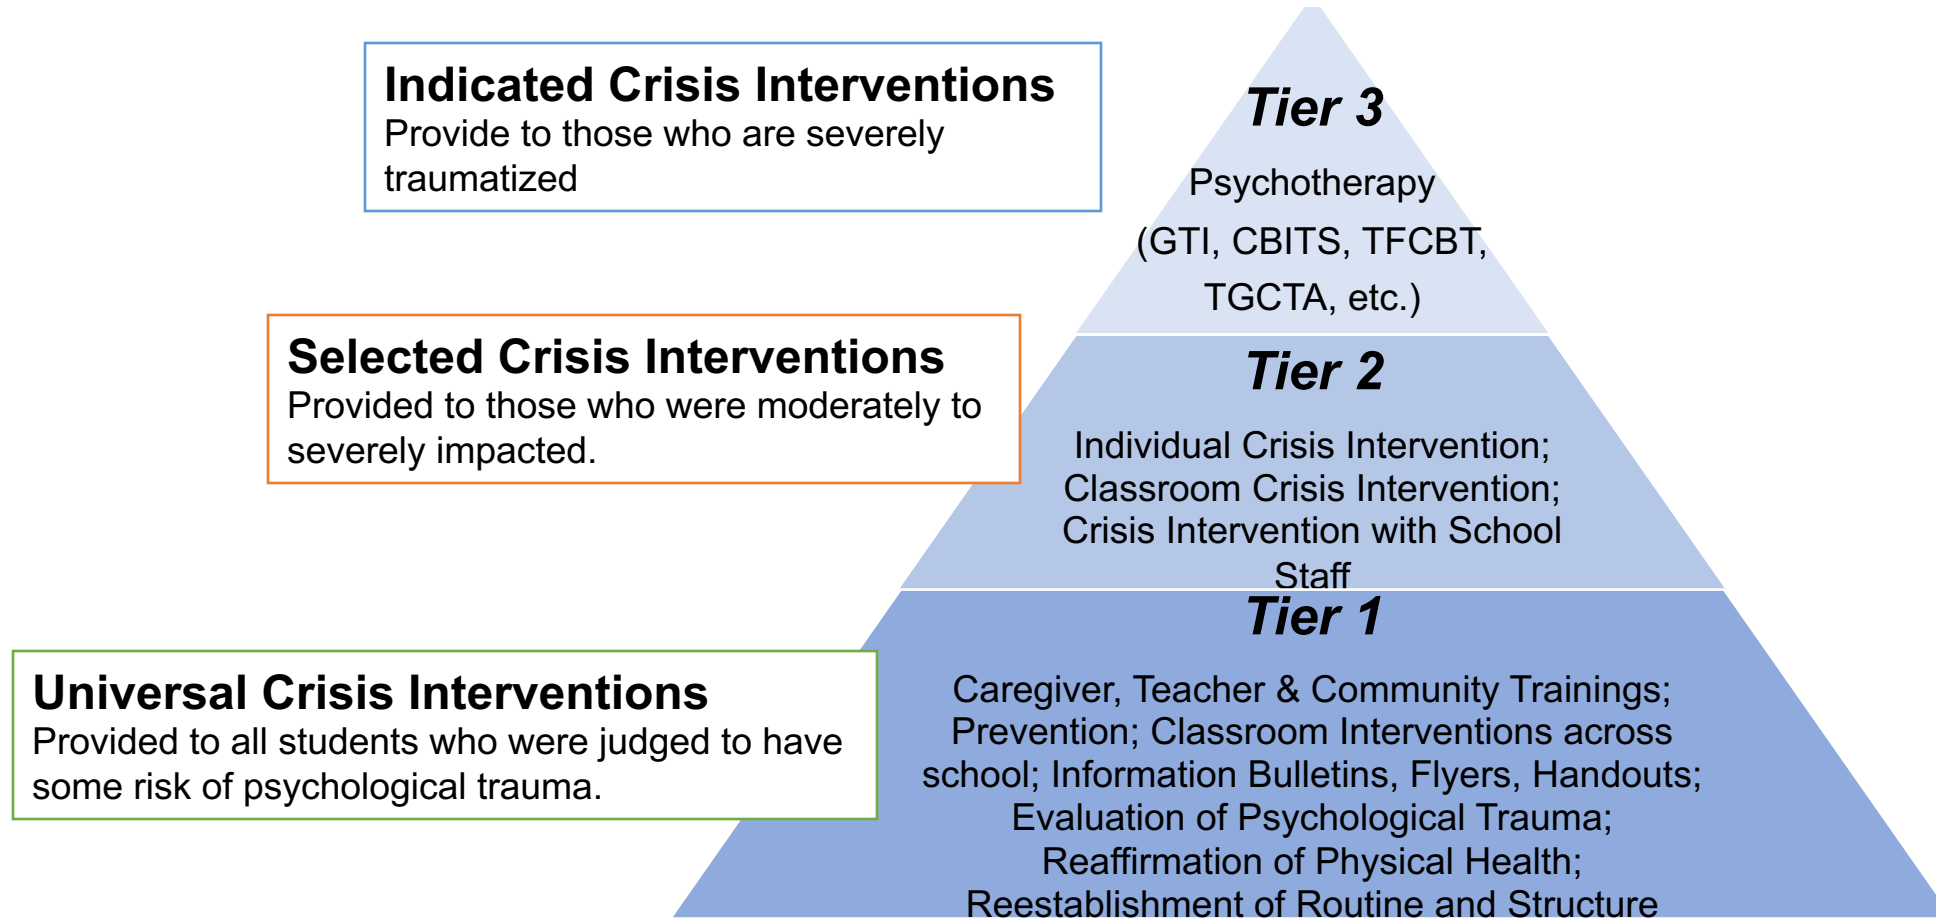 Indicated Crisis Interventions
Provide to those who are severely
traumatized
Tier 3
Psychotherapy
(GTI, CBITS, TFCBT,
TGCTA, etc.)
Selected Crisis Interventions
Provided to those who were moderately to
severely impacted.
Tier 2
Individual Crisis Intervention;
Classroom Crisis Intervention;
Crisis Intervention with School
Staff
Universal Crisis Interventions
Provided to all students who were judged to have
some risk of psychological trauma.
Tier 1
Caregiver, Teacher & Community Trainings;
Prevention; Classroom Interventions across
school; Information Bulletins, Flyers, Handouts;
Evaluation of Psychological Trauma;
Reaffirmation of Physical Health;
Reestablishment of Routine and Structure